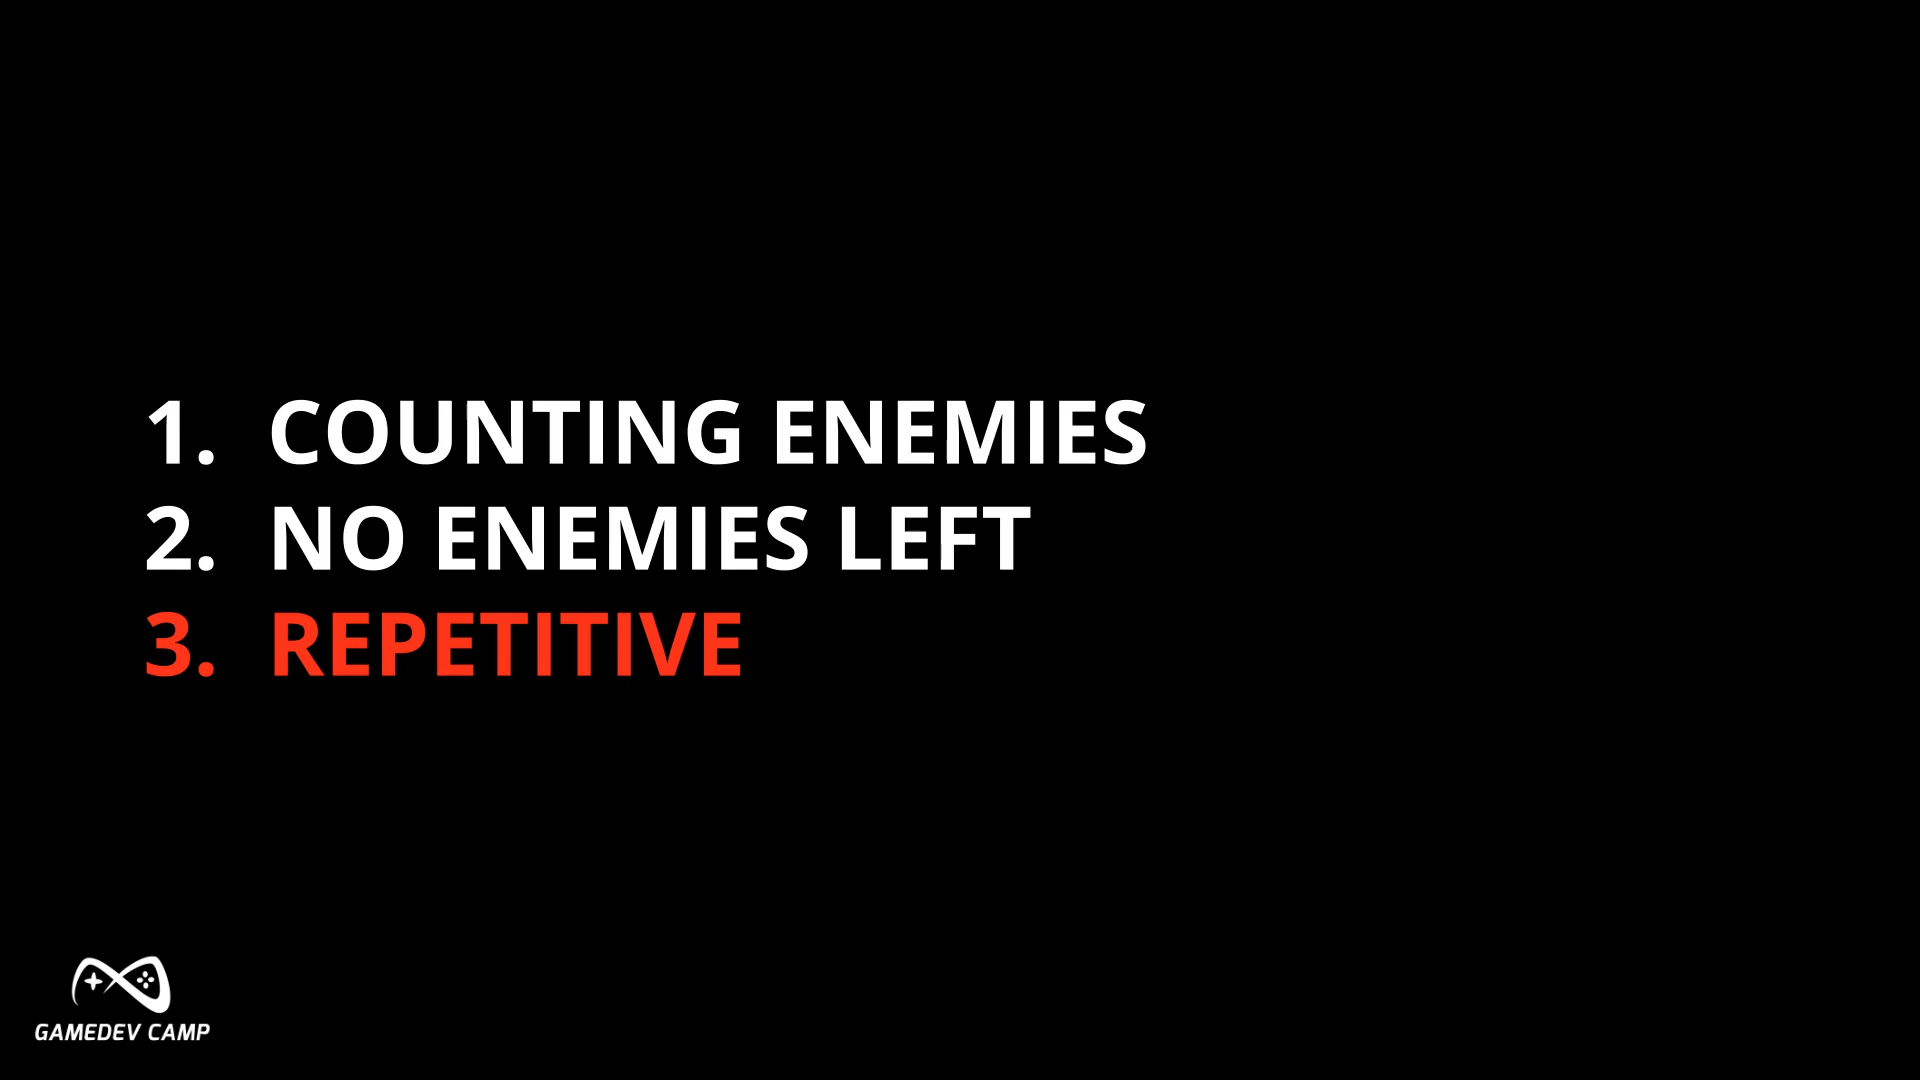 1. COUNTING ENEMIES
2. NO ENEMIES LEFT
3. REPETITIVE
GAMEDEV CAMP